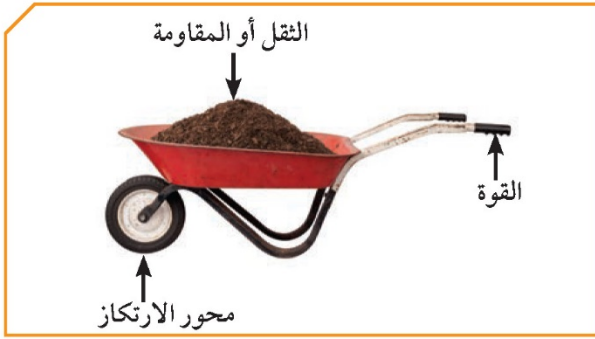 الثقل أو المقاومة
القوة
محور الارتكاز